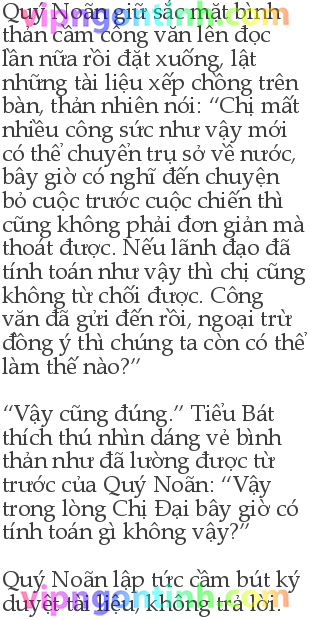 Quý Noãn giữ sắc mặt bình
thản cầm công văn lên đọc
lần nữa rồi đặt xuống, lật
những tài liệu xếp chồng trên
bàn, thản nhiên nói: “Chị mất
nhiều công sức như vậy mới
có thể chuyển trụ sở về nước,
bây giờ có nghĩ đến chuyện
bỏ cuộc trước cuộc chiến thì
cũng không phải đơn giản mà
thoát được. Nếu lãnh đạo đã
tính toán như vậy thì chị cũng
không từ chối được. Công
văn đã gửi đến rồi, ngoại trừ
đồng ý thì chúng ta còn có thể
làm thế nào?”
“Vậy cũng đúng.” Tiểu Bát
thích thú nhìn dáng vẻ bình
thản như đã lường được từ
trước của Quý Noãn: “Vậy
trong lòng Chị Đại bây giờ có
tính toán gì không vậy?”
Quý Noãn lập tức cầm bút ký
duyệt tài liệu, không trả lời.
vipngontinh.com
vipngontinh.com